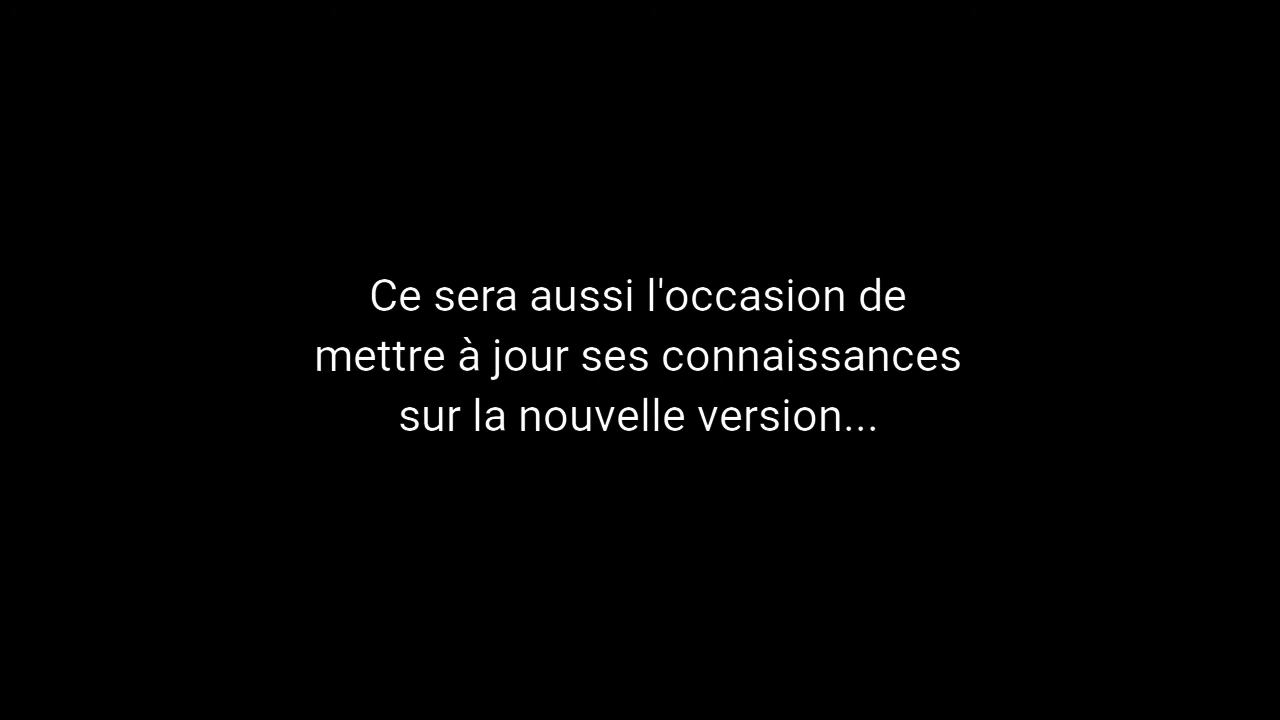 Ce sera aussi l'occasion de
mettre à jour ses connaissances
sur la nouvelle version...